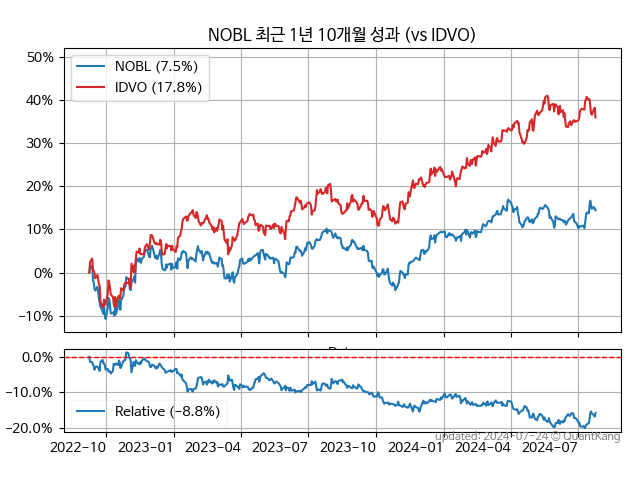 NOBL 최근 1년 10개월 성과 (vs IDVO)
50%
40%
30%
20%
10%
0%
−10%
NOBL (7.5%)
IDVO (17.8%)
0.0%
−10.0%
−20.0%
Relative (−8.8%)
2022−10 2023−01 2023−04 2023−07 2023−10 2024−01 2024−04 2024−07
updated: 2024−07−24 © QuantKang